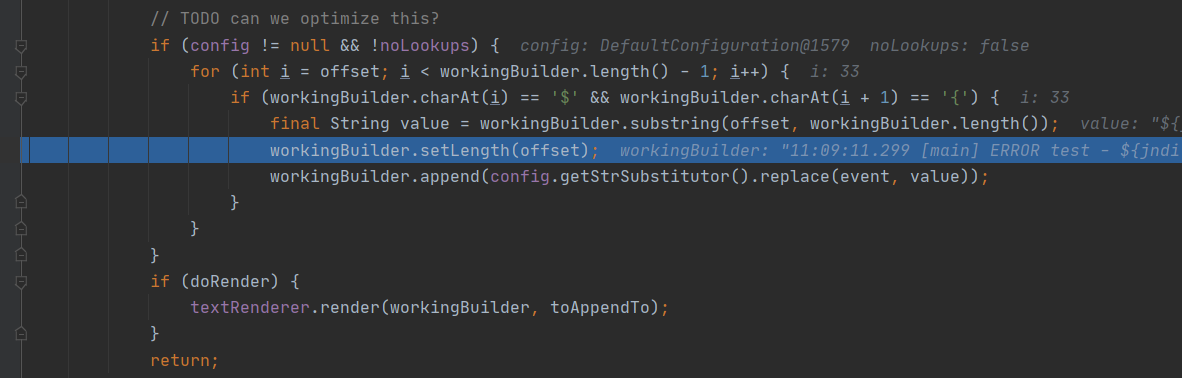 // TODO can we optimize this?
if (config != null && !noLookups) {  config: DefaultConfiguration@1579  noLookups: false
for (int i = offset; i < workingBuilder.length() - 1; i++) {  i: 33
if (workingBuilder.charAt(i) == '$' && workingBuilder.charAt(i + 1) == '{') {  i: 33
final String value = workingBuilder.substring(offset, workingBuilder.length());  value: "${
workingBuilder.setLength(offset);  workingBuilder: "11:09:11.299 [main] ERROR test - ${jndi
workingBuilder.append(config.getStrSubstitutor().replace(event, value));
}
}
}
if (doRender) {
textRenderer.render(workingBuilder, toAppendTo);
}
return;